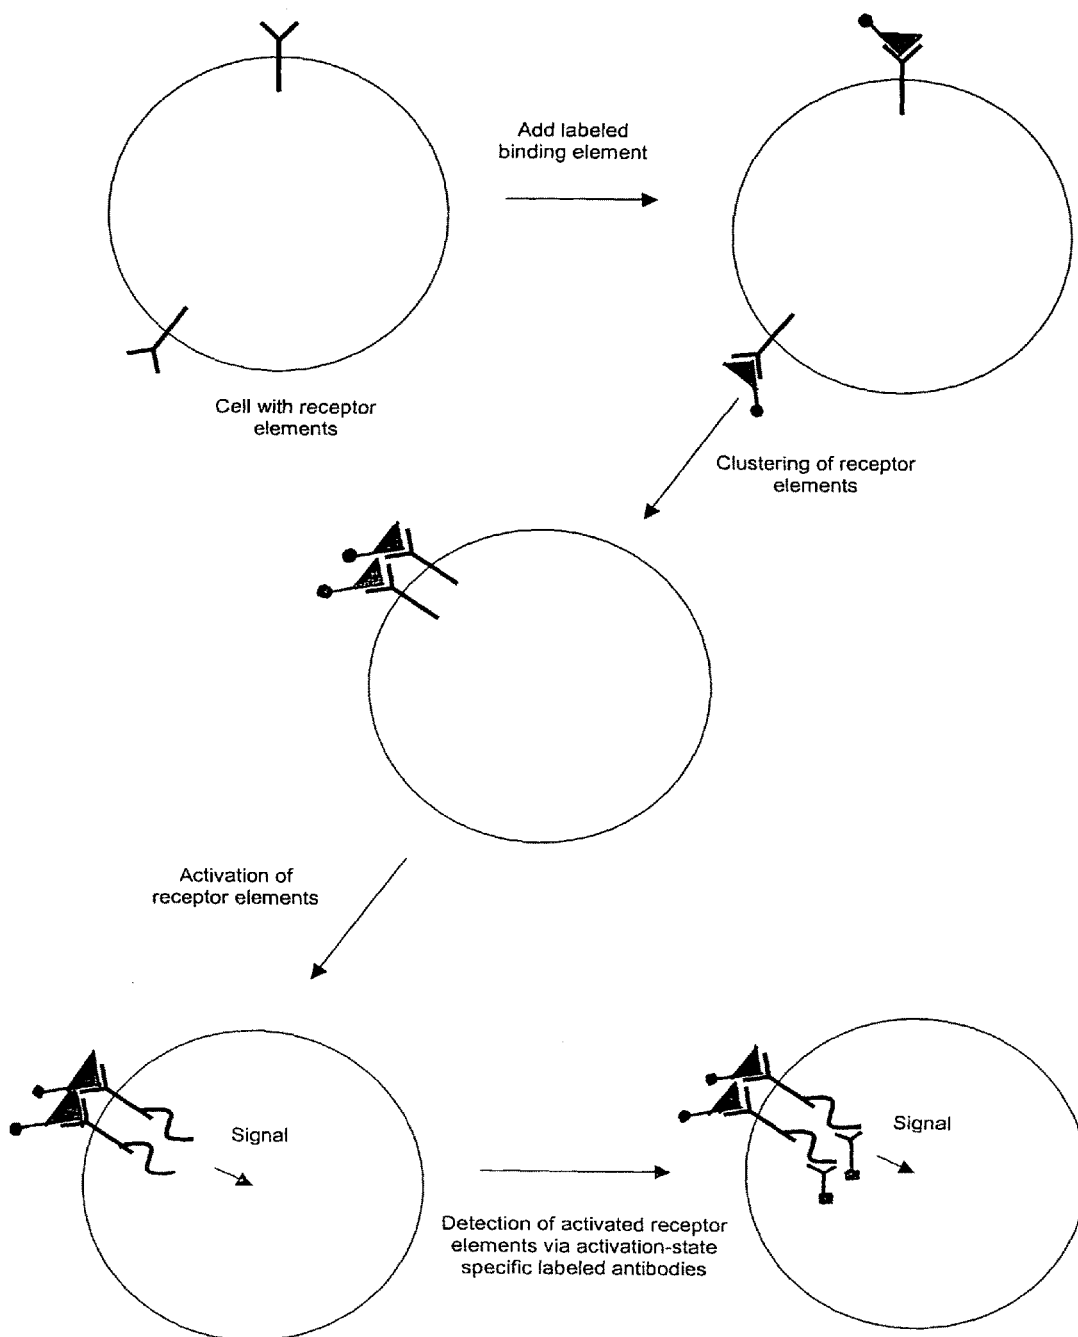 Add labeled
binding element
Cell with receptor
elements
Clustering of receptor
elements
Activation of
receptor elements
Signal
Signal
Detection of activated receptor
elements via activation-state
specific labeled antibodies